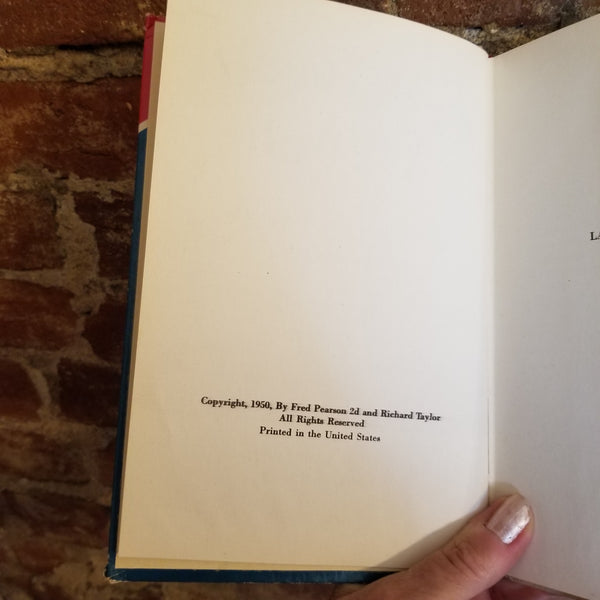 Copyright, 1950, By Fred Pearson 2d and Richard Taylor
All Rights Reserved
Printed in the United States